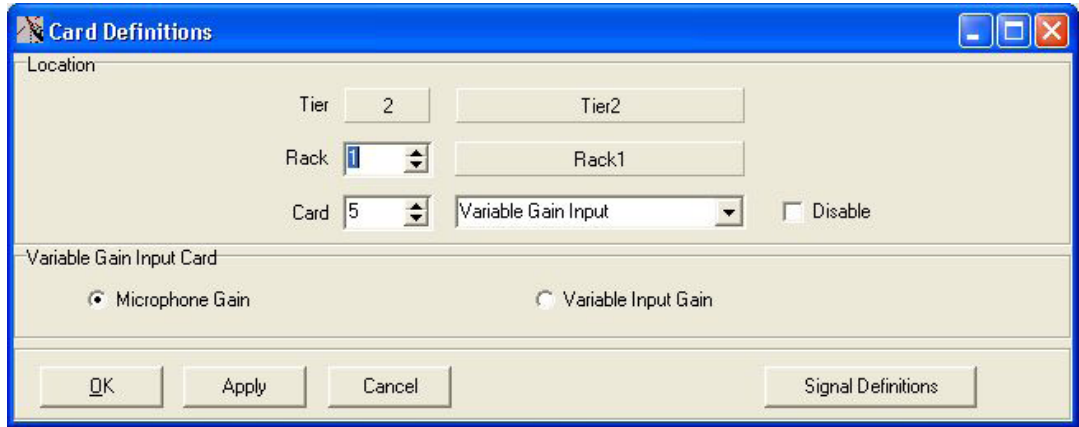 Card Definitions
Location
Tier 2 Tier2
Rack 1 Rack1
Card 5 Variable Gain Input Disable
Variable Gain Input Card
Microphone Gain Variable Input Gain
OK Apply Cancel Signal Definitions